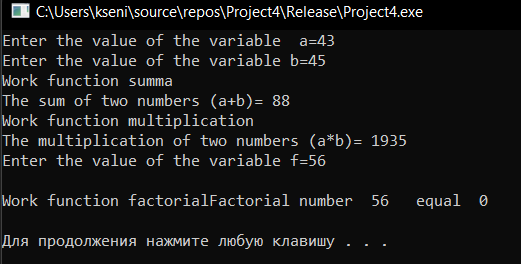 C:\Users\kseni\source\repos\Project4\Release\Project4.exe
Enter the value of the variable  a=43
Enter the value of the variable b=45
Work function summa
The sum of two numbers (a+b)= 88
Work function multiplication
The multiplication of two numbers (a*b)= 1935
Enter the value of the variable f=56
Work function factorialFactorial number  56   equal  0
Для продолжения нажмите любую клавишу . . .